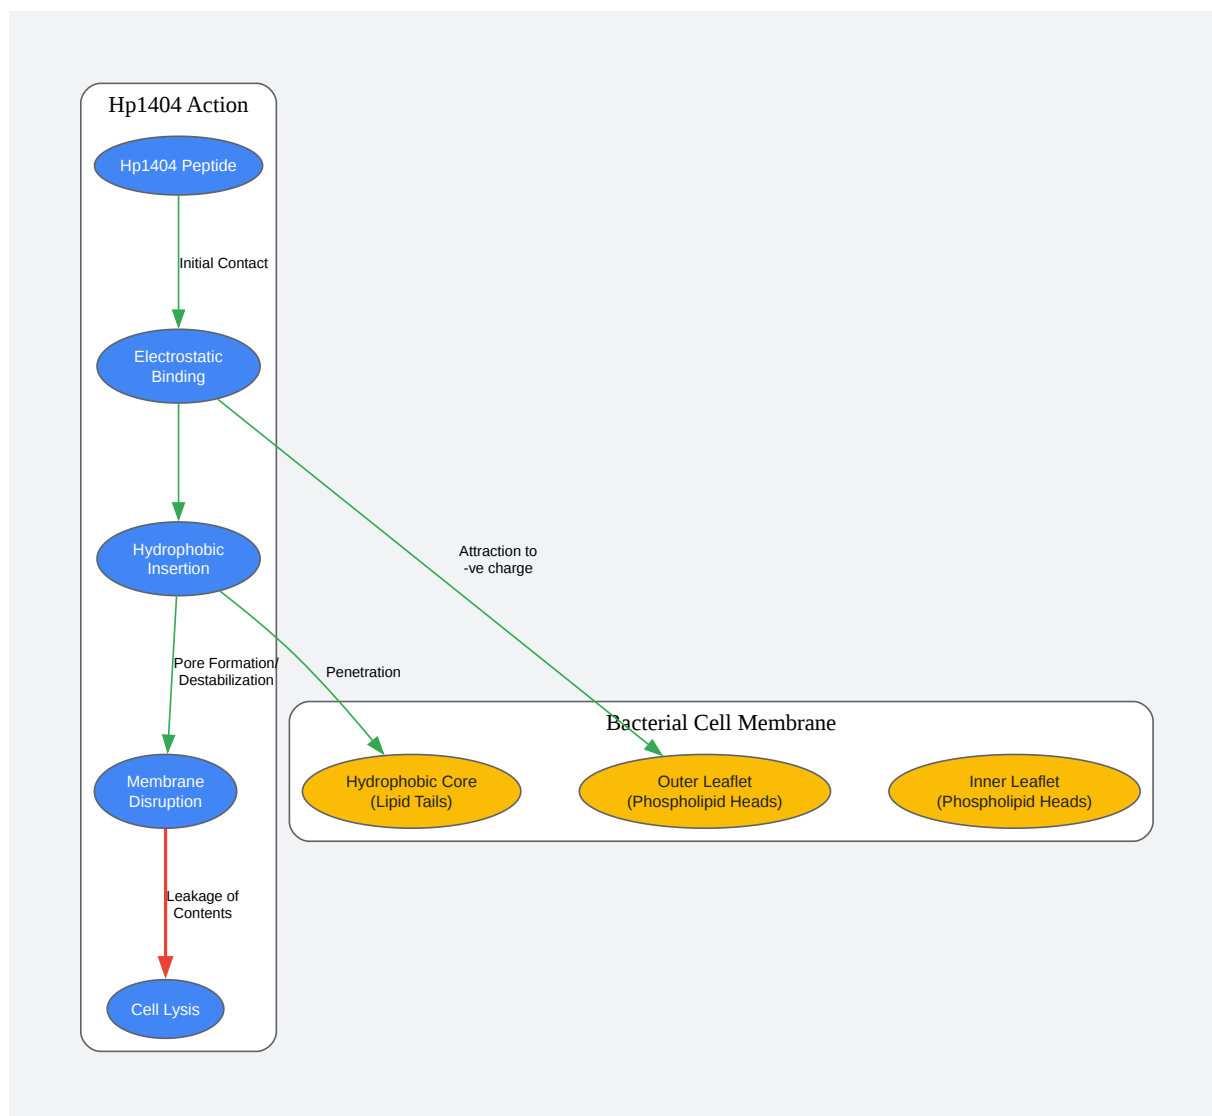 Hp1404 Action
Hp1404 Peptide
Initial Contact
Electrostatic
Binding
Hydrophobic
Insertion
Attraction to
-ve charge
Pore Formation/
Destabilization
Penetration
Bacterial Cell Membrane
Membrane
Disruption
Hydrophobic Core
(Lipid Tails)
Outer Leaflet
(Phospholipid Heads)
Inner Leaflet
(Phospholipid Heads)
Leakage of
Contents
Cell Lysis